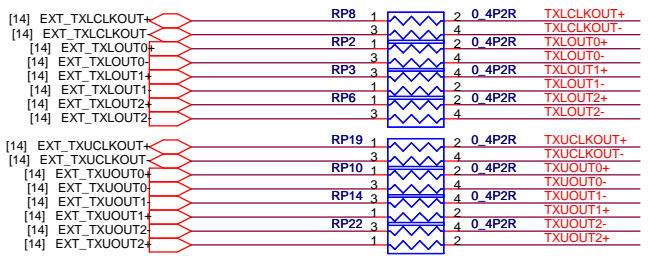 [14] EXT_TXLCLKOUT+ RP8 1 2 0_4P2R TXLCLKOUT+
[14] EXT_TXLCLKOUT- 3 4 TXLCLKOUT-
[14] EXT_TXLOUT0+ RP2 1 2 0_4P2R TXLOUT0+
[14] EXT_TXLOUT0- 3 4 TXLOUT0-
[14] EXT_TXLOUT1+ RP3 3 4 0_4P2R TXLOUT1+
[14] EXT_TXLOUT1- 1 2 TXLOUT1-
[14] EXT_TXLOUT2+ RP6 1 2 0_4P2R TXLOUT2+
[14] EXT_TXLOUT2- 3 4 TXLOUT2-
[14] EXT_TXUCLKOUT+ RP19 1 2 0_4P2R TXUCLKOUT+
[14] EXT_TXUCLKOUT- 3 4 TXUCLKOUT-
[14] EXT_TXUOUT0+ RP10 1 2 0_4P2R TXUOUT0+
[14] EXT_TXUOUT0- 3 4 TXUOUT0-
[14] EXT_TXUOUT1- RP14 3 4 0_4P2R TXUOUT1-
[14] EXT_TXUOUT1+ 1 2 TXUOUT1+
[14] EXT_TXUOUT2- RP22 3 4 0_4P2R TXUOUT2-
[14] EXT_TXUOUT2+ 1 2 TXUOUT2+